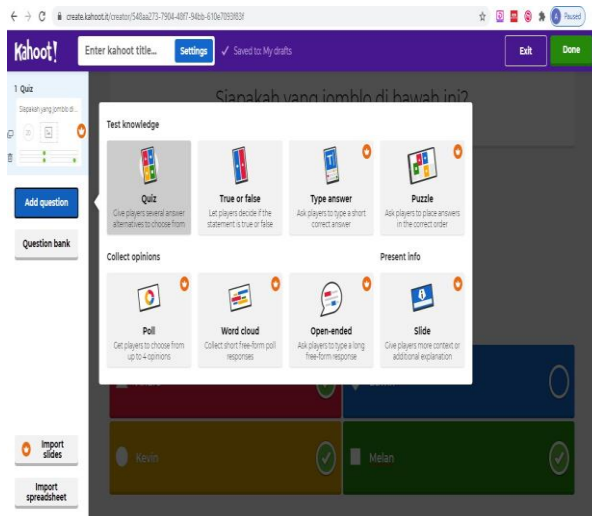 create.kahoot.it/creator/548aa273-7904-48f7-94bb-610e7093f83f
Paused
Kahoot!
Enter kahoot title...
Settings
Saved to: My drafts
Exit
Done
1 Quiz
Siapakah yang jomblo di ...
Siapakah yang jomblo di bawah ini?
Add question
Question bank
Test knowledge
Quiz
Give players several answer
alternatives to choose from
True or false
Let players decide if the
statement is true or false
Type answer
Ask players to type a short
correct answer
Puzzle
Ask players to place answers
in the correct order
Collect opinions
Present info
Poll
Get players to choose from
up to 4 opinions
Word cloud
Collect short free-form poll
responses
Open-ended
Ask players to type a long
free-form response
Slide
Give players more context or
additional explanation
Kevin
Melan
Import
slides
Import
spreadsheet